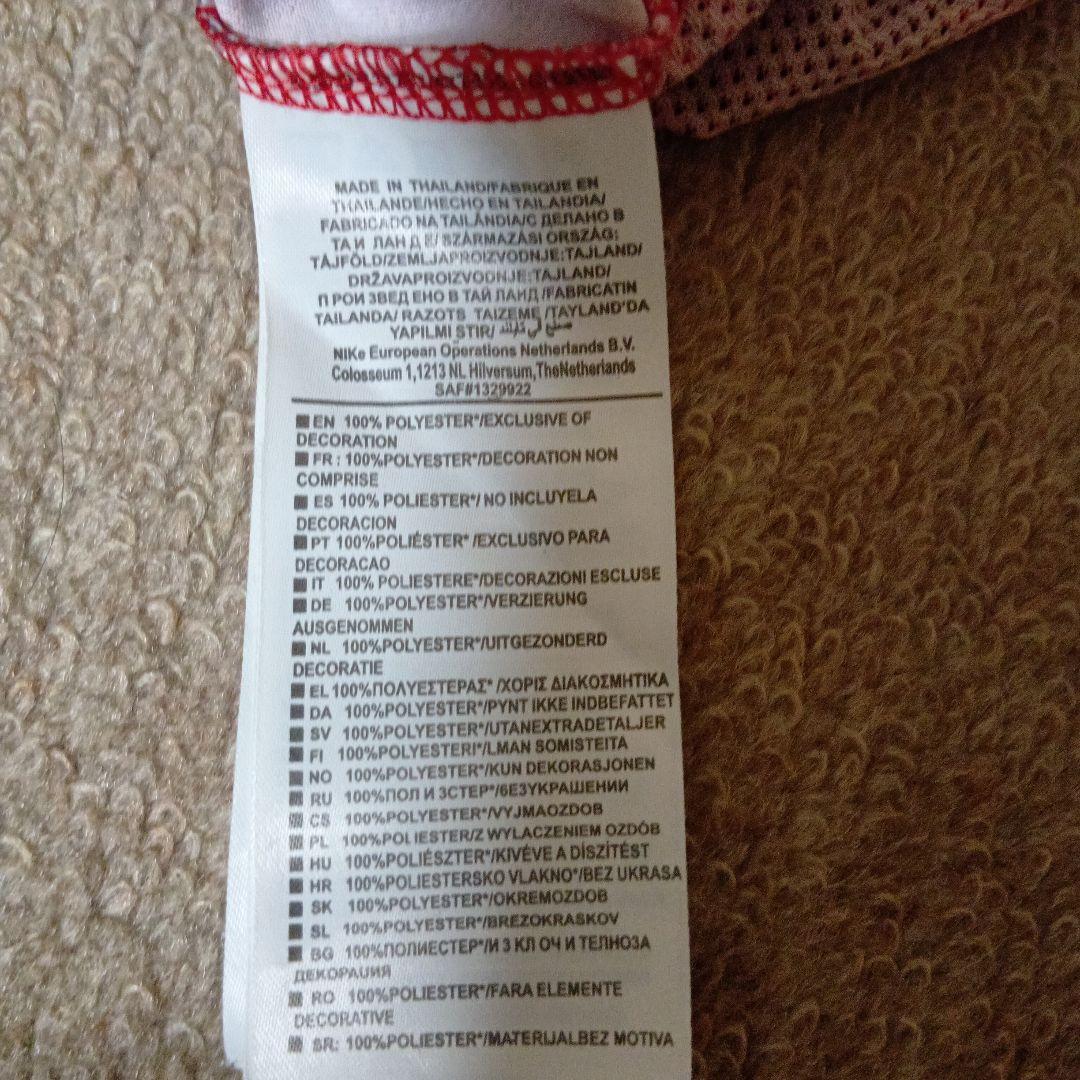 MADE IN THAILAND/FABRIQUE EN
THAILANDE/HECHO EN TAILANDIA/
FABRICADO NA TAILÂNDIA/С ДЕЛАНО В
ТА И ЛАН Д Е/ SZÁRMAZÁSI ORSZÁG:
TÁJFÖLD/ZEMLJAPROIZVODNJE:TAJLAND/
DRŽAVAPROIZVODNJE:TAJLAND/
П РОИ ЗВЕД ЕНО В ТАЙ ЛАНД /FABRICATIN
TAILANDA/ RAZOTS TAIZEME /TAYLAND'DA
YAPILMI STIR/ صنع في
NIKe European Operations Netherlands B.V.
Colosseum 1,1213 NL Hilversum,TheNetherlands
SAF#1329922
EN 100% POLYESTER*/EXCLUSIVE OF
DECORATION
FR : 100%POLYESTER*/DECORATION NON
COMPRISE
ES 100% POLIESTER*/ NO INCLUYELA
DECORACION
PT 100%POLIÉSTER* /EXCLUSIVO PARA
DECORACAO
IT 100% POLIESTERE*/DECORAZIONI ESCLUSE
DE 100%POLYESTER*/VERZIERUNG
AUSGENOMMEN
NL 100%POLYESTER*/UITGEZONDERD
DECORATIE
EL 100%ΠΟΛΥΕΣΤΕΡΑΣ* /ΧΟΡΙΣ ΔΙΑΚΟΣΜΗΤΙΚΑ
DA 100%POLYESTER*/PYNT IKKE INDBEFATTET
SV 100%POLYESTER*/UTANEXTRADETALJER
FI 100%POLYESTERI*/LMAN SOMISTEITA
NO 100%POLYESTER*/KUN DEKORASJONEN
RU 100%ПОЛ И ЗСТЕР*/6ЕЗУКРАШЕНИИ
CS 100%POLYESTER*/VYJMAOZDOB
PL 100%POLIESTER/Z WYLACZENIEM OZDÓB
HU 100%POLIÉSZTER*/KIVÉVE A DÍSZÍTÉST
HR 100%POLIESTERSKO VLAKNO*/BEZ UKRASA
SK 100%POLYESTER*/OKREMOZDOB
SL 100%POLYESTER*/BREZOKRASKOV
BG 100%ПОЛИЕСТЕР*/И З КЛ ОЧ И ТЕЛНОЗА
ДЕКОРАЦИЯ
RO 100%POLIESTER*/FARA ELEMENTE
DECORATIVE
SR: 100%POLYESTER*/MATERIJALBEZ MOTIVA